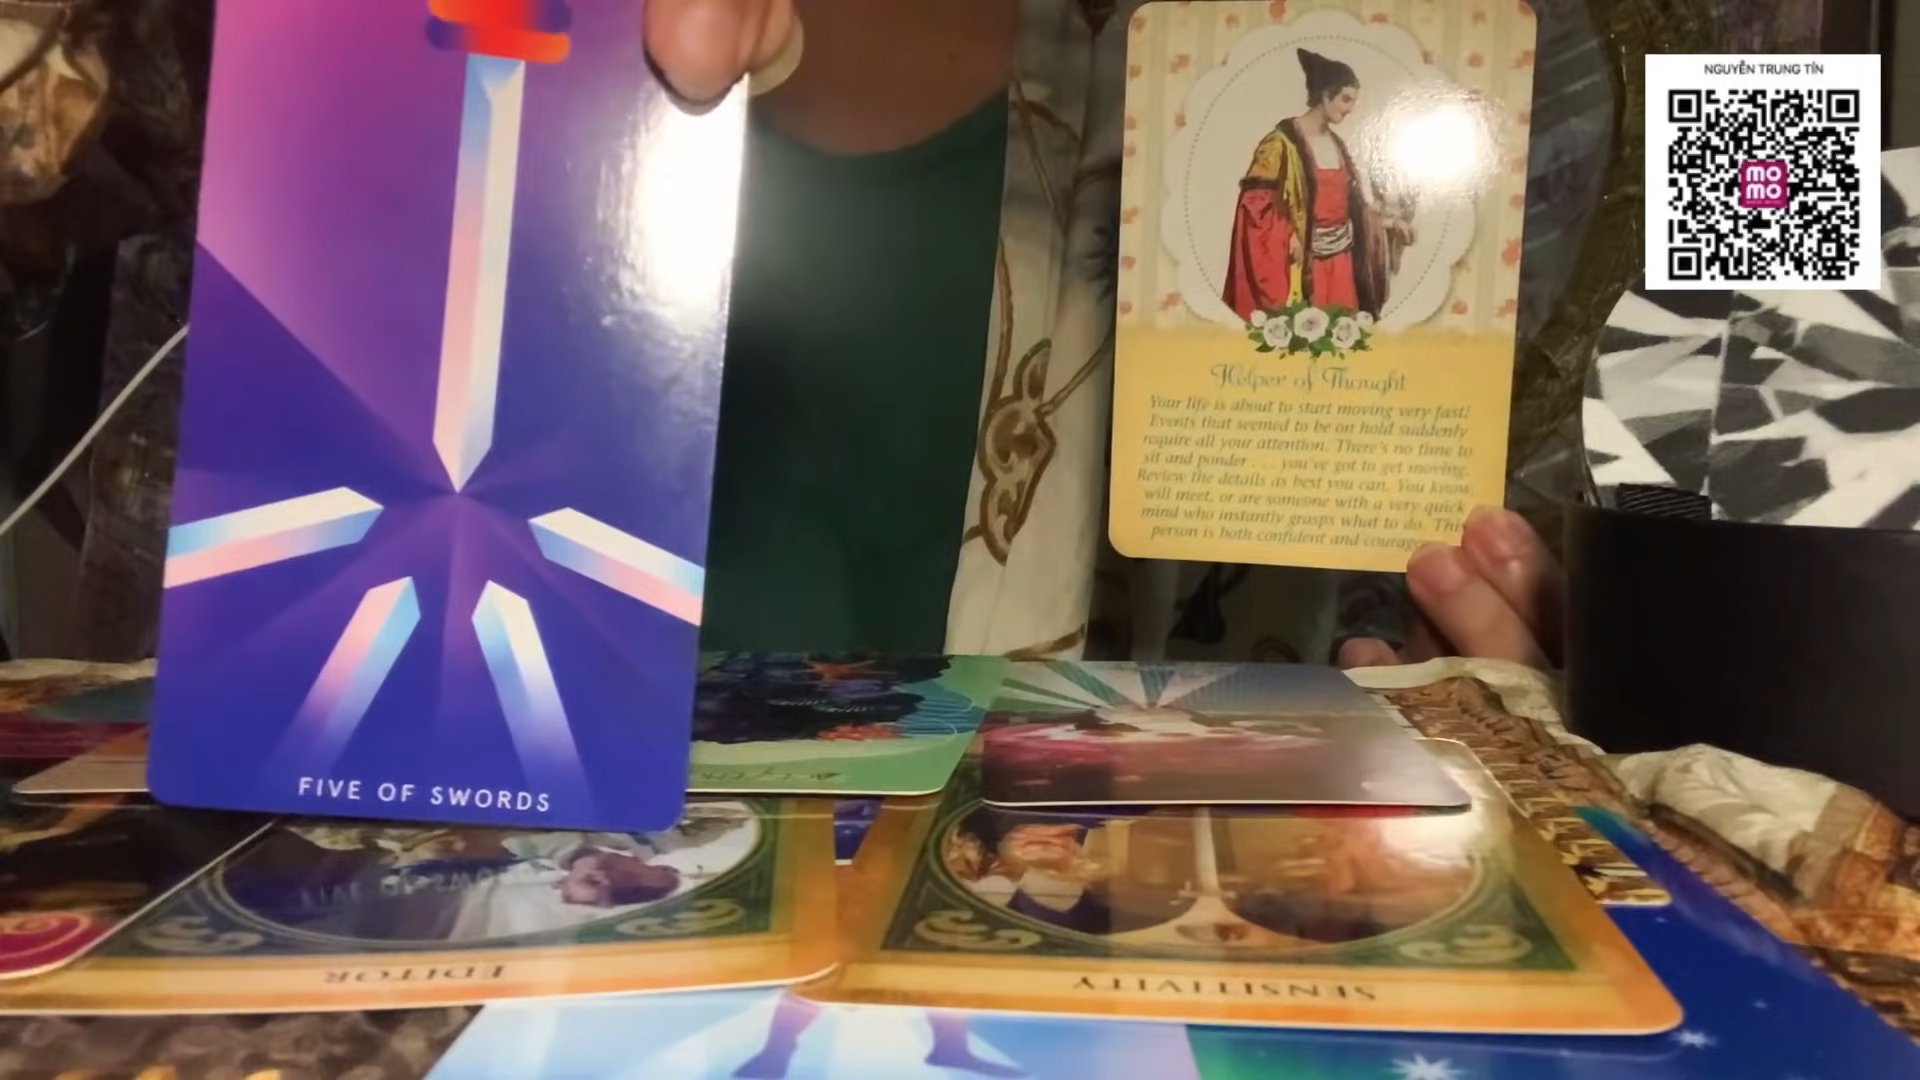 NGUYỄN TRUNG TÍN
mo
mo
Helper of Thought
Your life is about to start moving very fast!
Events that seemed to be on hold suddenly
require all your attention. There's no time to
sit and ponder . . . you've got to get moving.
Review the details as best you can. You know,
will meet, or are someone with a very quick
mind who instantly grasps what to do. This
person is both confident and courage
FIVE OF SWORDS
EDITOR
SENSITIVITY